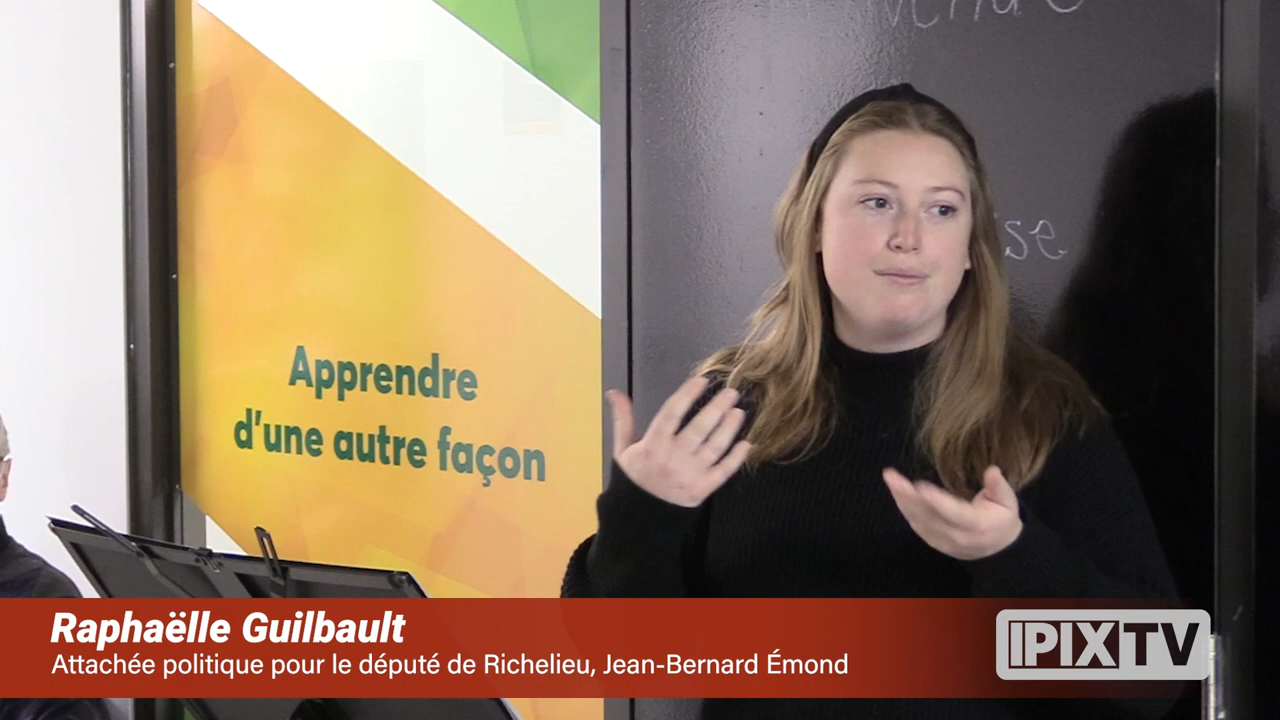 Apprendre
d'une autre façon
Raphaëlle Guilbault
Attachée politique pour le député de Richelieu, Jean-Bernard Émond
IPIXTV